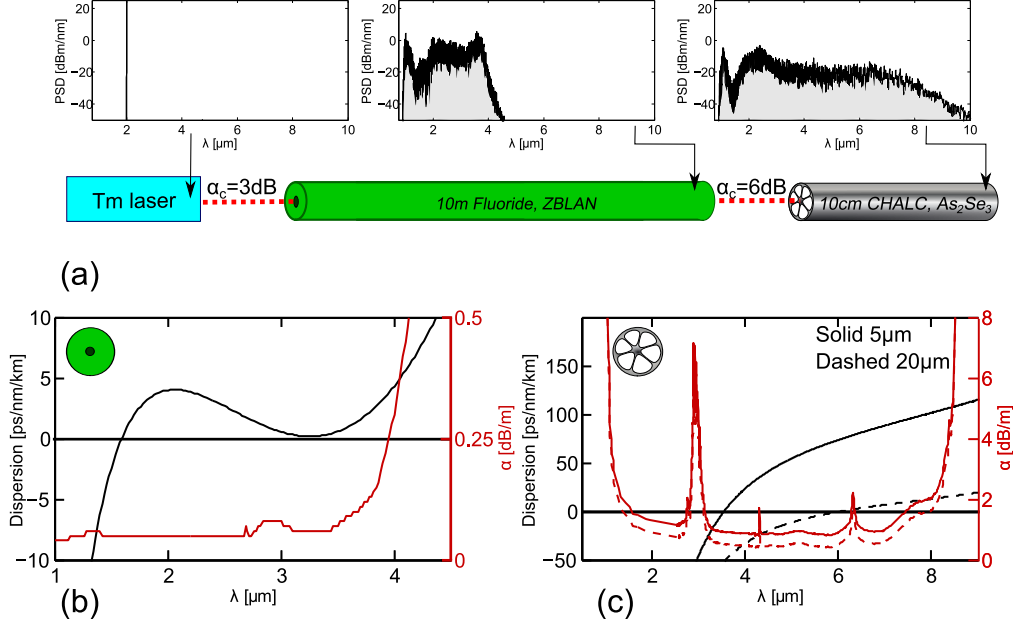 PSD [dBm/nm]
20
0
−20
−40
2
4
6
8
10
λ [µm]
PSD [dBm/nm]
20
0
−20
−40
2
4
6
8
10
λ [µm]
PSD [dBm/nm]
20
0
−20
−40
2
4
6
8
10
λ [µm]
Tm laser
αc=3dB
10m Fluoride, ZBLAN
αc=6dB
10cm CHALC, As2Se3
(a)
Dispersion [ps/nm/km]
10
5
0
−5
−10
1
2
3
4
λ [µm]
0.5
0.25
0
α [dB/m]
(b)
Dispersion [ps/nm/km]
150
100
50
0
−50
2
4
6
8
λ [µm]
Solid 5µm
Dashed 20µm
8
6
4
2
0
α [dB/m]
(c)